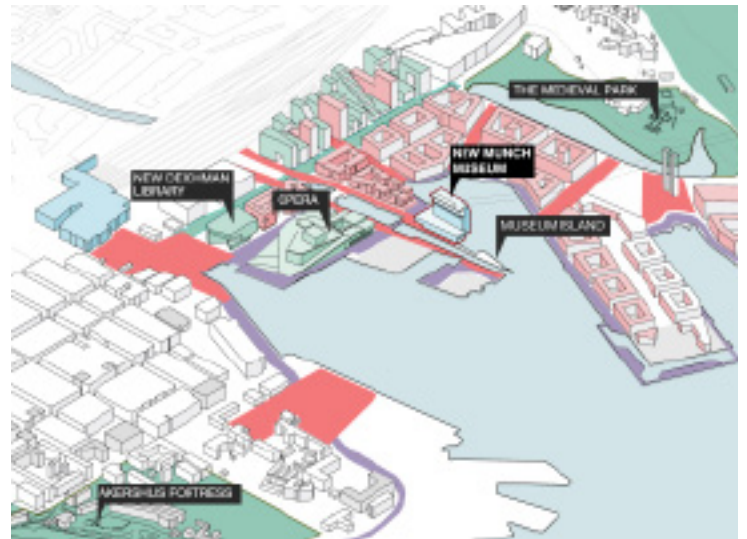 THE MEDIEVAL PARK
NEW MUNCH
MUSEUM
NEW DEICHMAN
LIBRARY
OPERA
MUSEUM ISLAND
AKERSHUS FORTRESS